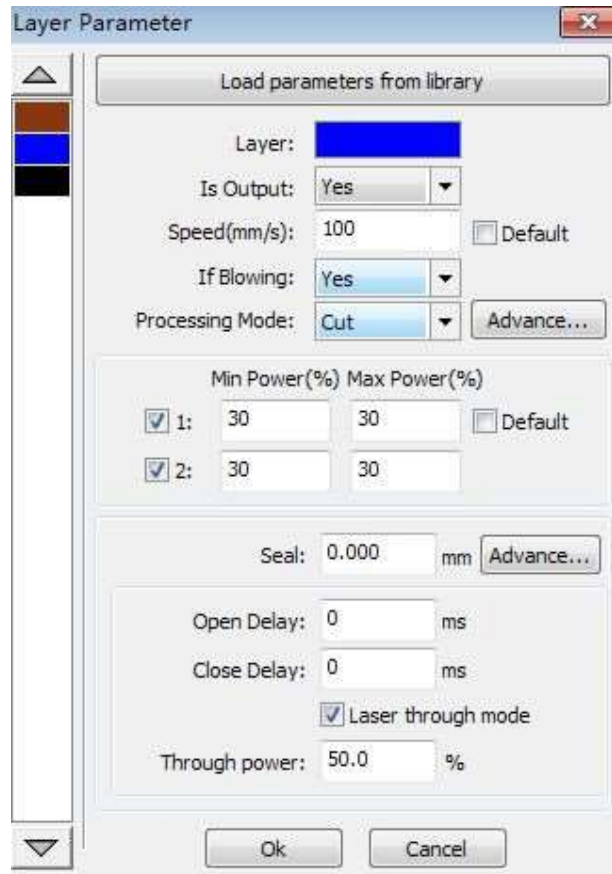 Layer Parameter
Load parameters from library
Layer:
Is Output: Yes
Speed(mm/s): 100 Default
If Blowing: Yes
Processing Mode: Cut Advance...
Min Power(%) Max Power(%)
1: 30 30 Default
2: 30 30
Seal: 0.000 mm Advance...
Open Delay: 0 ms
Close Delay: 0 ms
Laser through mode
Through power: 50.0 %
Ok Cancel